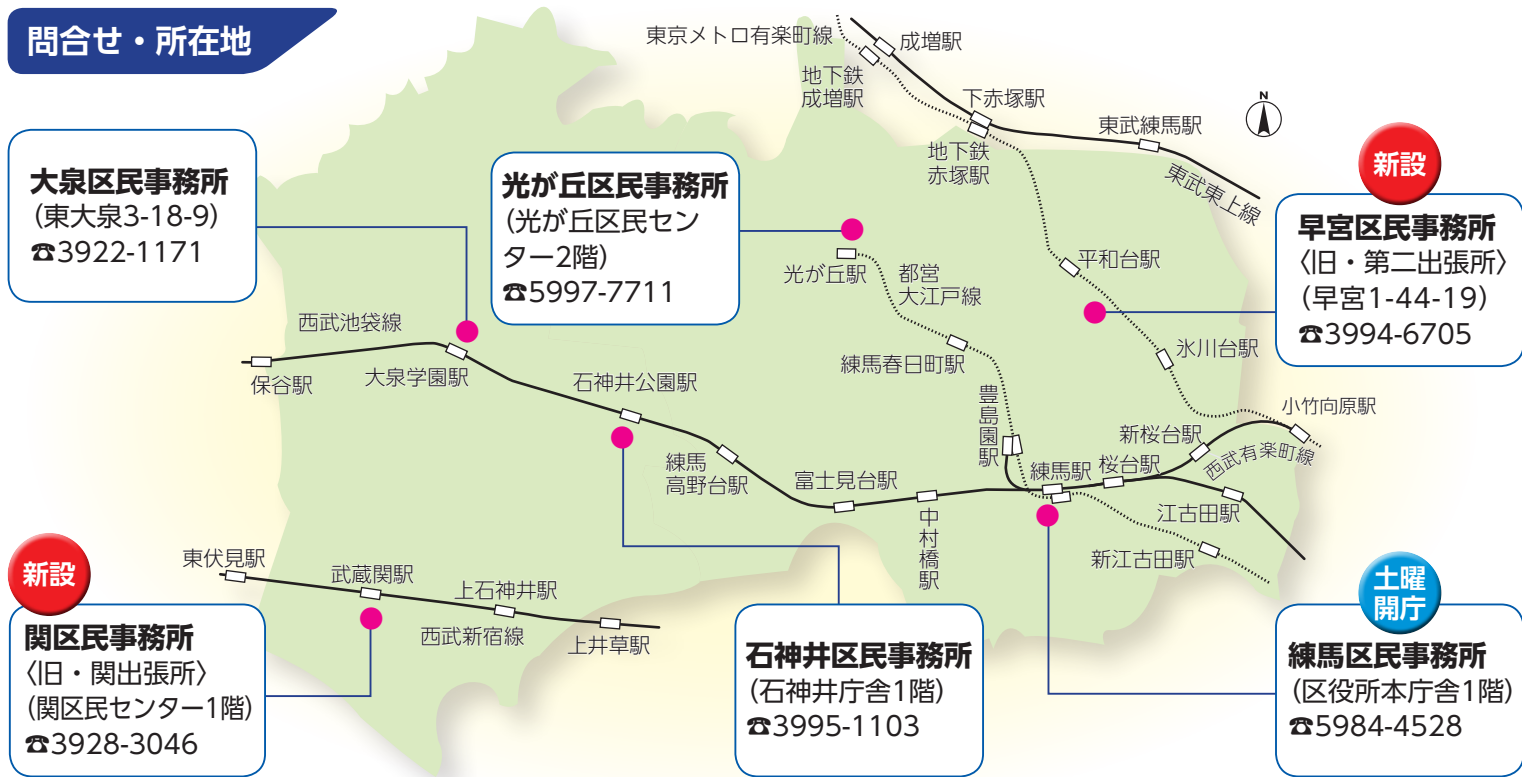 問合せ・所在地
東京メトロ有楽町線
成増駅
地下鉄
成増駅
下赤塚駅
地下鉄
赤塚駅
東武練馬駅
東武東上線
N
大泉区民事務所
(東大泉3-18-9)
☎3922-1171
光が丘区民事務所
(光が丘区民セン
ター2階)
☎5997-7711
新設
早宮区民事務所
〈旧・第二出張所〉
(早宮1-44-19)
☎3994-6705
光が丘駅
都営
大江戸線
平和台駅
氷川台駅
練馬春日町駅
豊島園駅
小竹向原駅
新桜台駅
西武有楽町線
西武池袋線
保谷駅
大泉学園駅
石神井公園駅
練馬
高野台駅
富士見台駅
中村橋駅
練馬駅
桜台駅
江古田駅
新江古田駅
東伏見駅
武蔵関駅
上石神井駅
西武新宿線
上井草駅
新設
関区民事務所
〈旧・関出張所〉
(関区民センター1階)
☎3928-3046
石神井区民事務所
(石神井庁舎1階)
☎3995-1103
土曜
開庁
練馬区民事務所
(区役所本庁舎1階)
☎5984-4528